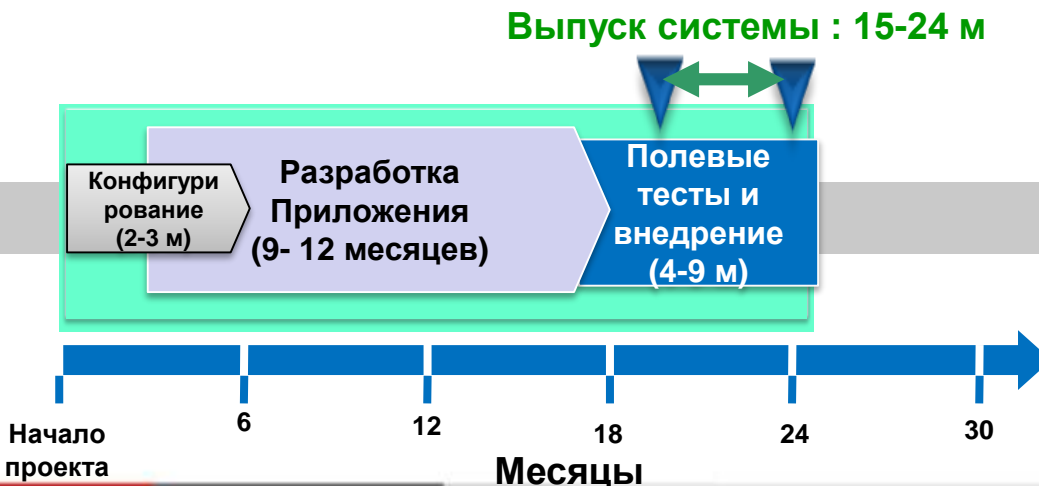 Выпуск системы : 15-24 м
Конфигури
рование
(2-3 м)
Разработка
Приложения
(9- 12 месяцев)
Полевые
тесты и
внедрение
(4-9 м)
Начало
проекта
6
12
18
24
30
Месяцы